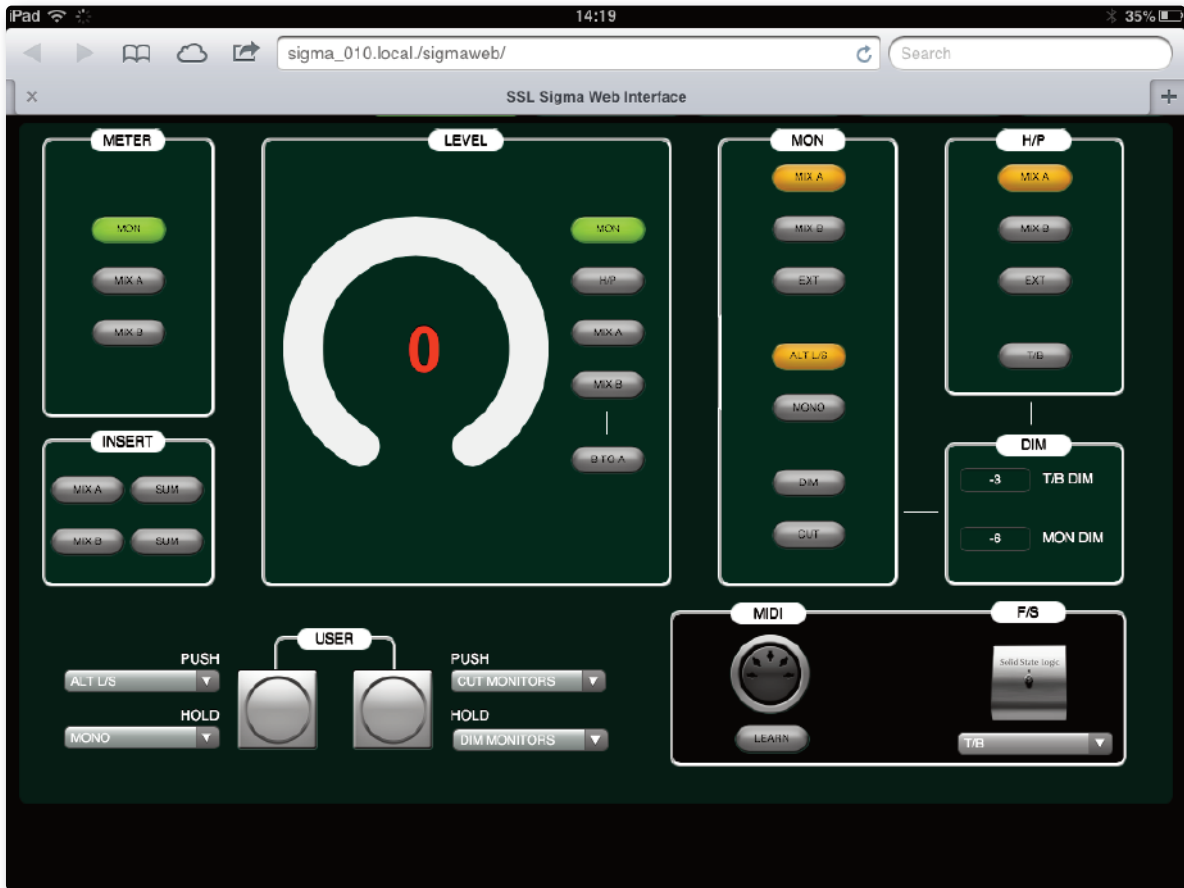 iPad 14:19 35%
sigma_010.local./sigmaweb/ Search
SSL Sigma Web Interface
METER
MON
MIX A
MIX B
INSERT
MIX A SUM
MIX B SUM
LEVEL
0
MON
H/P
MIX A
MIX B
B TO A
MON
MIX A
MIX B
EXT
ALT L/S
MONO
DIM
CUT
H/P
MIX A
MIX B
EXT
T/B
DIM
-3 T/B DIM
-6 MON DIM
USER
PUSH
ALT L/S
HOLD
MONO
PUSH
CUT MONITORS
HOLD
DIM MONITORS
MIDI
LEARN
F/S
Solid State Logic
T/B